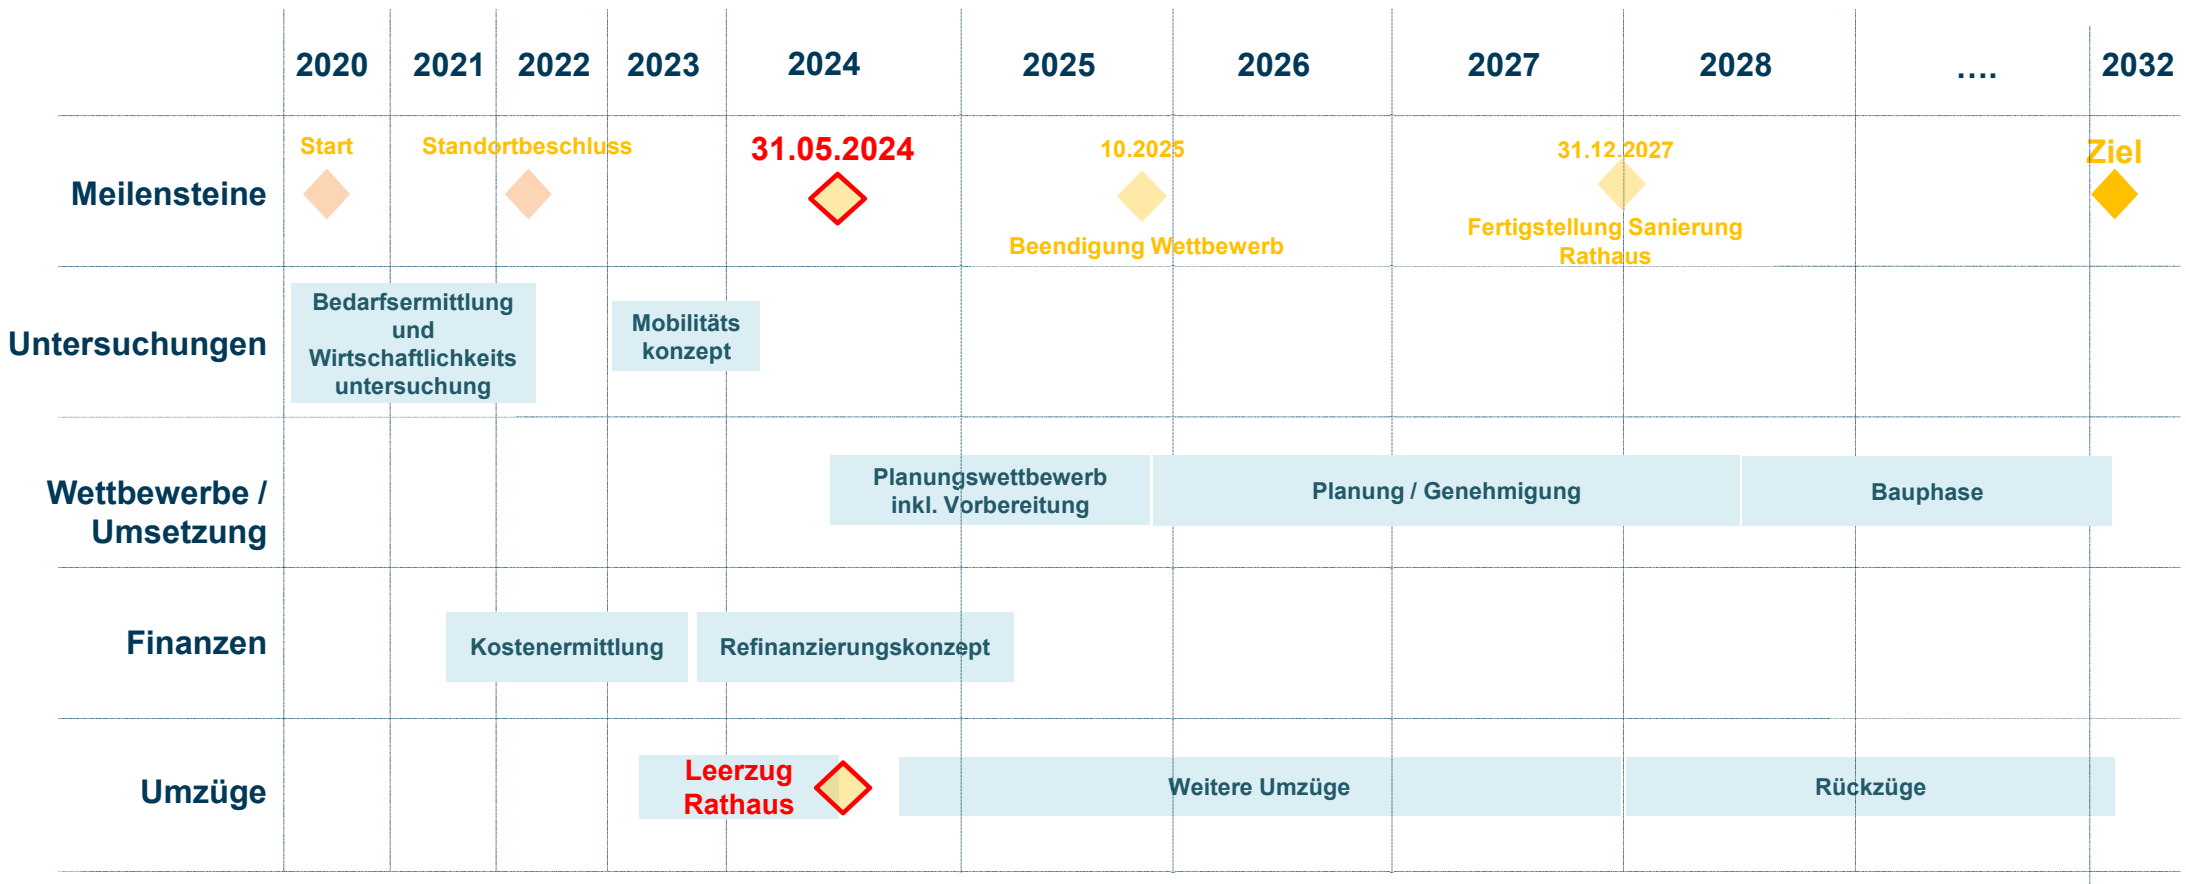 2020 2021 2022 2023 2024 2025 2026 2027 2028 .... 2032
Meilensteine
Start
Standortbeschluss
31.05.2024
10.2025
Beendigung Wettbewerb
31.12.2027
Fertigstellung Sanierung
Rathaus
Ziel
Untersuchungen
Bedarfsermittlung
und
Wirtschaftlichkeits
untersuchung
Mobilitäts
konzept
Wettbewerbe /
Umsetzung
Planungswettbewerb
inkl. Vorbereitung
Planung / Genehmigung
Bauphase
Finanzen
Kostenermittlung
Refinanzierungskonzept
Umzüge
Leerzug
Rathaus
Weitere Umzüge
Rückzüge